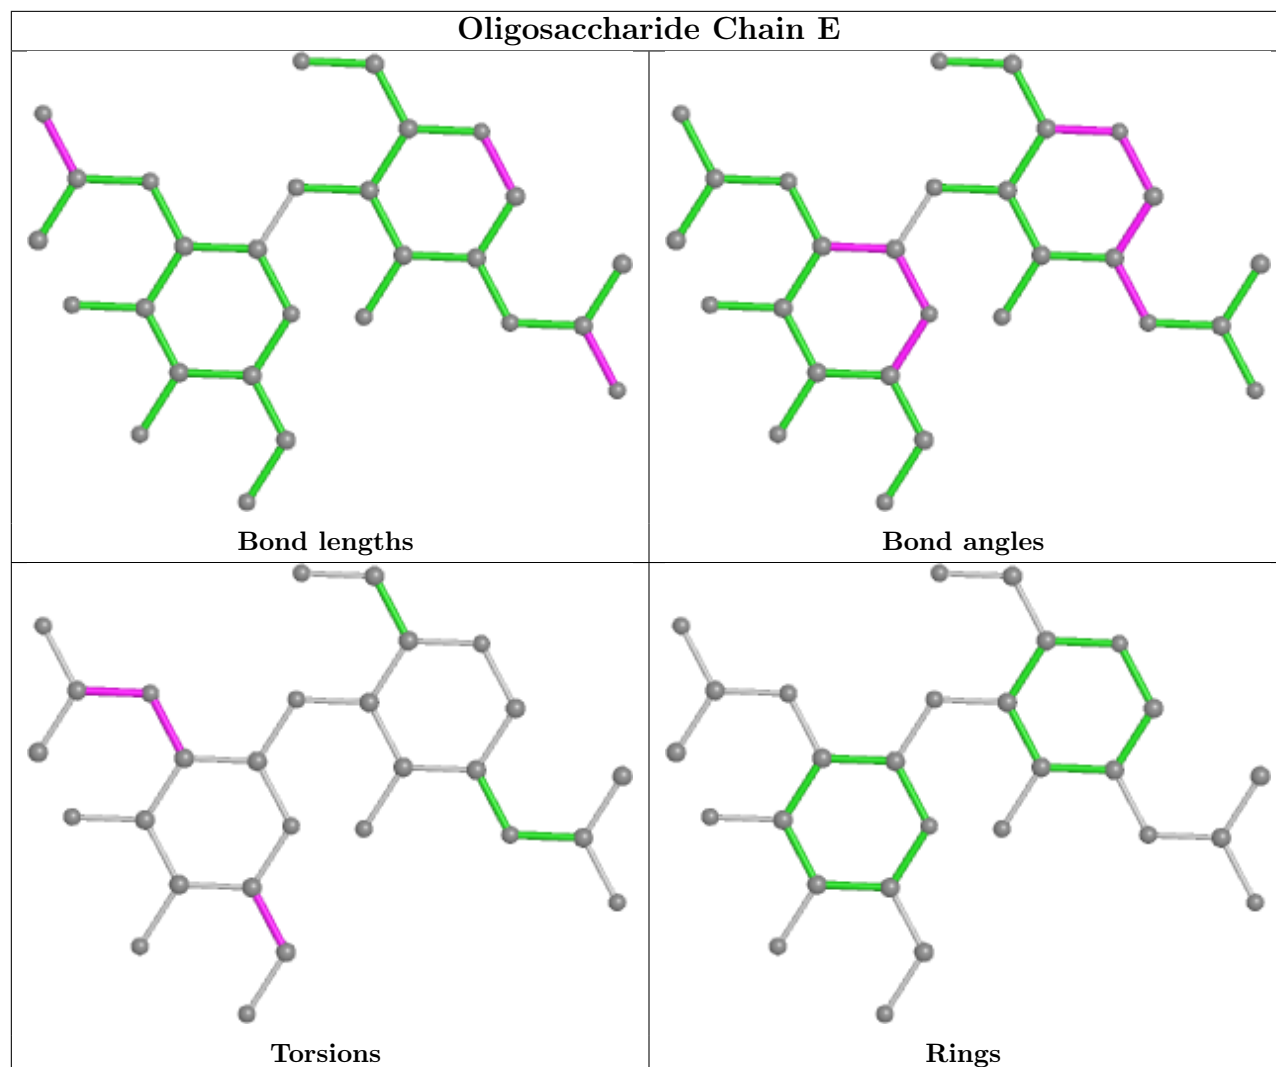 Oligosaccharide Chain E
Bond lengths
Bond angles
Torsions
Rings